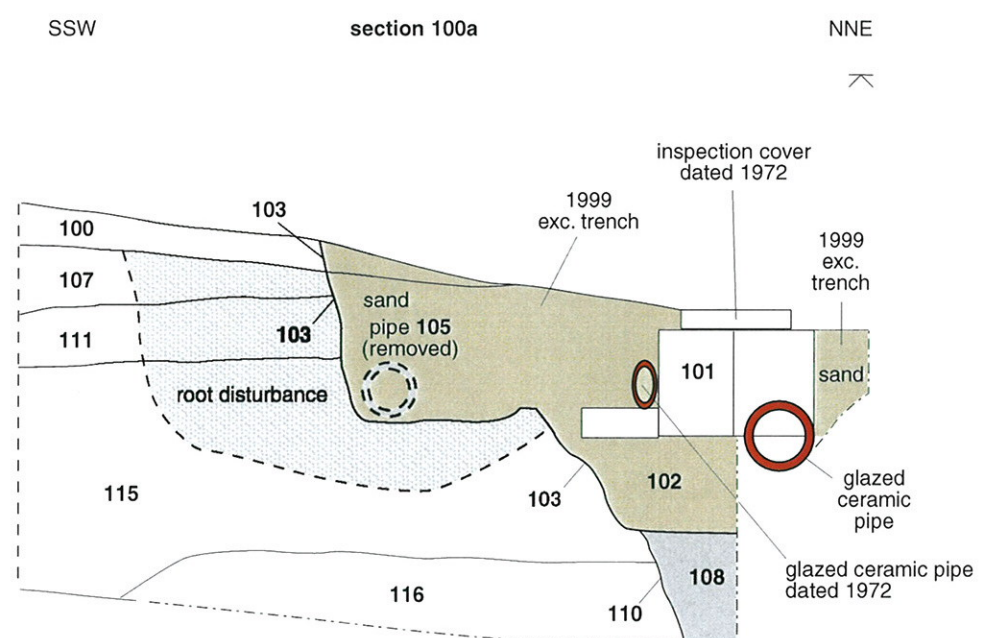 SSW
section 100a
NNE
inspection cover
dated 1972
1999
exc. trench
103
100
1999
exc.
trench
107
sand
pipe 105
(removed)
103
111
101
sand
root disturbance
115
103
102
glazed
ceramic
pipe
108
glazed ceramic pipe
dated 1972
116
110